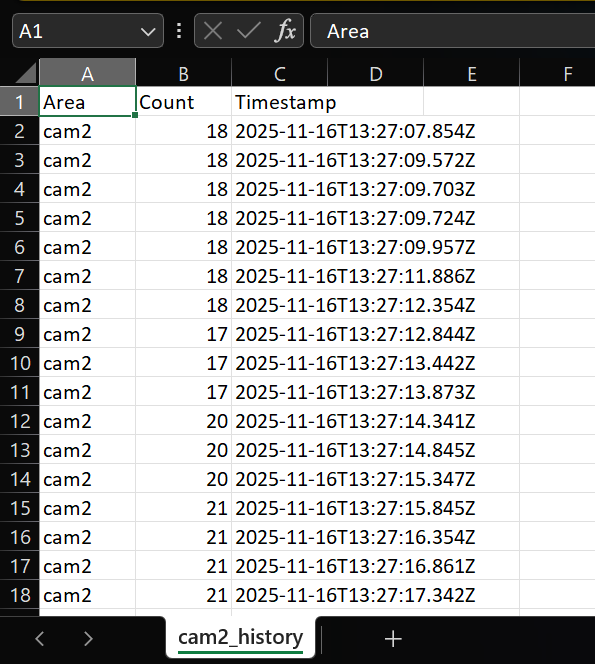 A1 fx Area
A B C D E F
1 Area Count Timestamp
2 cam2 18 2025-11-16T13:27:07.854Z
3 cam2 18 2025-11-16T13:27:09.572Z
4 cam2 18 2025-11-16T13:27:09.703Z
5 cam2 18 2025-11-16T13:27:09.724Z
6 cam2 18 2025-11-16T13:27:09.957Z
7 cam2 18 2025-11-16T13:27:11.886Z
8 cam2 18 2025-11-16T13:27:12.354Z
9 cam2 17 2025-11-16T13:27:12.844Z
10 cam2 17 2025-11-16T13:27:13.442Z
11 cam2 17 2025-11-16T13:27:13.873Z
12 cam2 20 2025-11-16T13:27:14.341Z
13 cam2 20 2025-11-16T13:27:14.845Z
14 cam2 20 2025-11-16T13:27:15.347Z
15 cam2 21 2025-11-16T13:27:15.845Z
16 cam2 21 2025-11-16T13:27:16.354Z
17 cam2 21 2025-11-16T13:27:16.861Z
18 cam2 21 2025-11-16T13:27:17.342Z
cam2_history